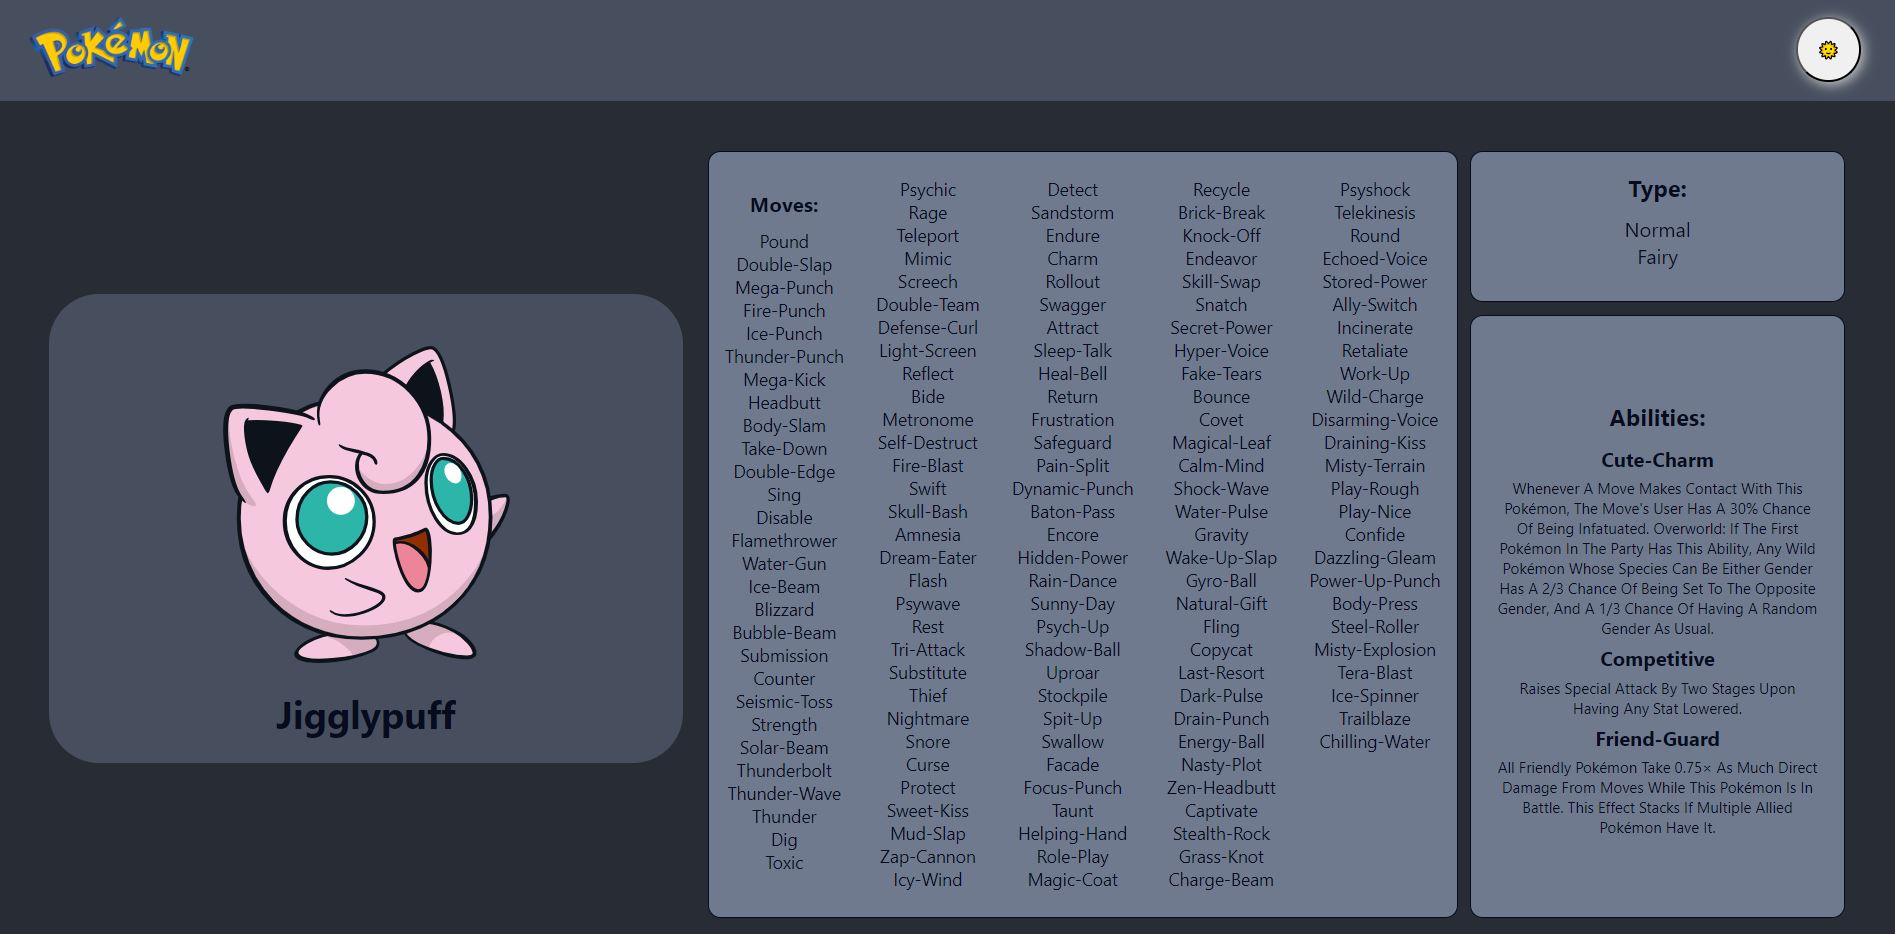 Pokémon
Jigglypuff
Moves:
Pound
Double-Slap
Mega-Punch
Fire-Punch
Ice-Punch
Thunder-Punch
Mega-Kick
Headbutt
Body-Slam
Take-Down
Double-Edge
Sing
Disable
Flamethrower
Water-Gun
Ice-Beam
Blizzard
Bubble-Beam
Submission
Counter
Seismic-Toss
Strength
Solar-Beam
Thunderbolt
Thunder-Wave
Thunder
Dig
Toxic
Psychic
Rage
Teleport
Mimic
Screech
Double-Team
Defense-Curl
Light-Screen
Reflect
Bide
Metronome
Self-Destruct
Fire-Blast
Swift
Skull-Bash
Amnesia
Dream-Eater
Flash
Psywave
Rest
Tri-Attack
Substitute
Thief
Nightmare
Snore
Curse
Protect
Sweet-Kiss
Mud-Slap
Zap-Cannon
Icy-Wind
Detect
Sandstorm
Endure
Charm
Rollout
Swagger
Attract
Sleep-Talk
Heal-Bell
Return
Frustration
Safeguard
Pain-Split
Dynamic-Punch
Baton-Pass
Encore
Hidden-Power
Rain-Dance
Sunny-Day
Psych-Up
Shadow-Ball
Uproar
Stockpile
Spit-Up
Swallow
Facade
Focus-Punch
Taunt
Helping-Hand
Role-Play
Magic-Coat
Recycle
Brick-Break
Knock-Off
Endeavor
Skill-Swap
Snatch
Secret-Power
Hyper-Voice
Fake-Tears
Bounce
Covet
Magical-Leaf
Calm-Mind
Shock-Wave
Water-Pulse
Gravity
Wake-Up-Slap
Gyro-Ball
Natural-Gift
Fling
Copycat
Last-Resort
Dark-Pulse
Drain-Punch
Energy-Ball
Nasty-Plot
Zen-Headbutt
Captivate
Stealth-Rock
Grass-Knot
Charge-Beam
Psyshock
Telekinesis
Round
Echoed-Voice
Stored-Power
Ally-Switch
Incinerate
Retaliate
Work-Up
Wild-Charge
Disarming-Voice
Draining-Kiss
Misty-Terrain
Play-Rough
Play-Nice
Confide
Dazzling-Gleam
Power-Up-Punch
Body-Press
Steel-Roller
Misty-Explosion
Tera-Blast
Ice-Spinner
Trailblaze
Chilling-Water
Type:
Normal
Fairy
Abilities:
Cute-Charm
Whenever A Move Makes Contact With This
Pokémon, The Move's User Has A 30% Chance
Of Being Infatuated. Overworld: If The First
Pokémon In The Party Has This Ability, Any Wild
Pokémon Whose Species Can Be Either Gender
Has A 2/3 Chance Of Being Set To The Opposite
Gender, And A 1/3 Chance Of Having A Random
Gender As Usual.
Competitive
Raises Special Attack By Two Stages Upon
Having Any Stat Lowered.
Friend-Guard
All Friendly Pokémon Take 0.75× As Much Direct
Damage From Moves While This Pokémon Is In
Battle. This Effect Stacks If Multiple Allied
Pokémon Have It.